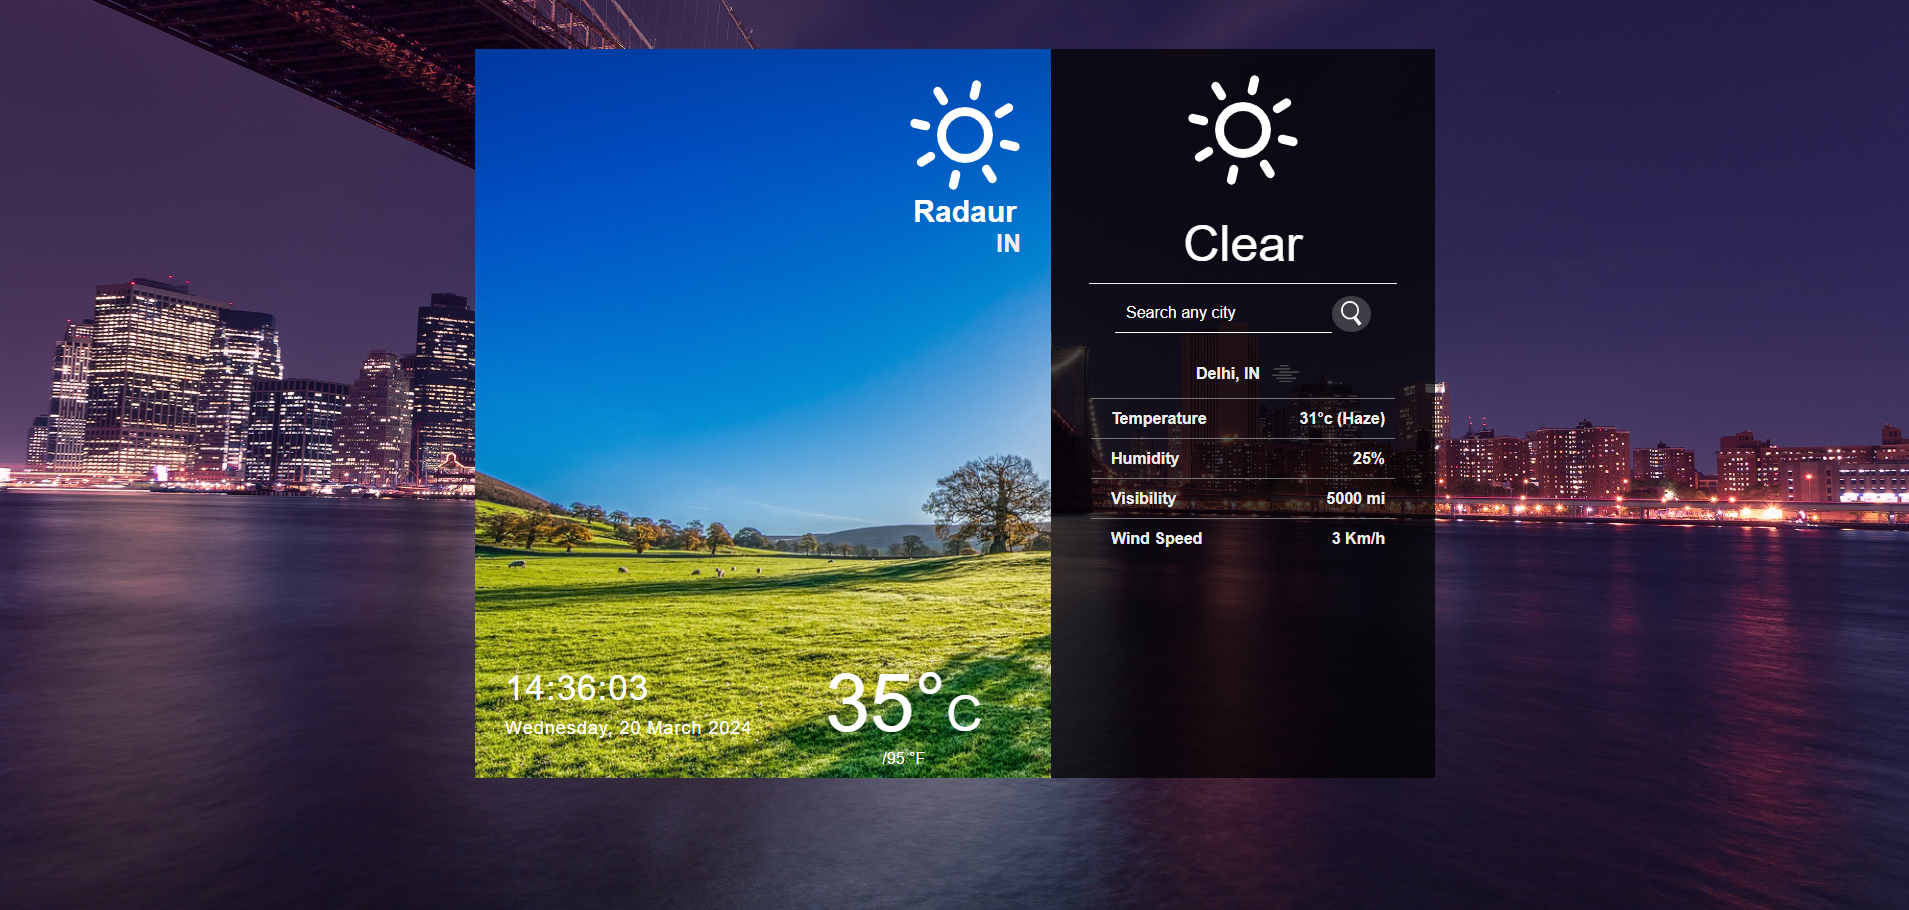 Radaur
IN
14:36:03
Wednesday, 20 March 2024
35°C
/95 °F
Clear
Search any city
Delhi, IN
Temperature 31°c (Haze)
Humidity 25%
Visibility 5000 mi
Wind Speed 3 Km/h